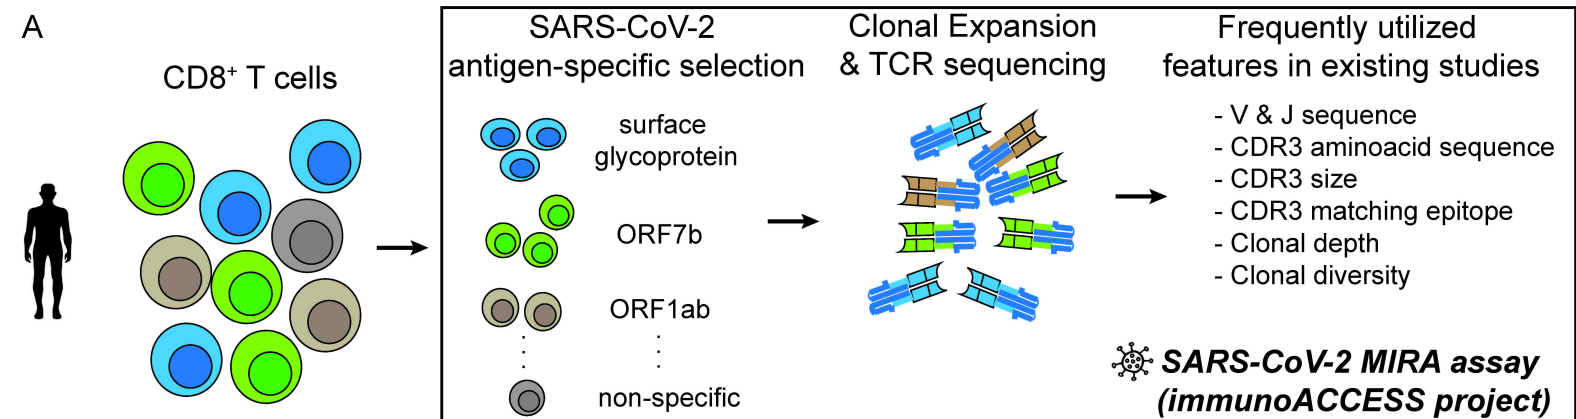 A
CD8⁺ T cells
SARS-CoV-2
antigen-specific selection
surface
glycoprotein
ORF7b
ORF1ab
non-specific
Clonal Expansion
& TCR sequencing
Frequently utilized
features in existing studies
- V & J sequence
- CDR3 aminoacid sequence
- CDR3 size
- CDR3 matching epitope
- Clonal depth
- Clonal diversity
SARS-CoV-2 MIRA assay
(immunoACCESS project)